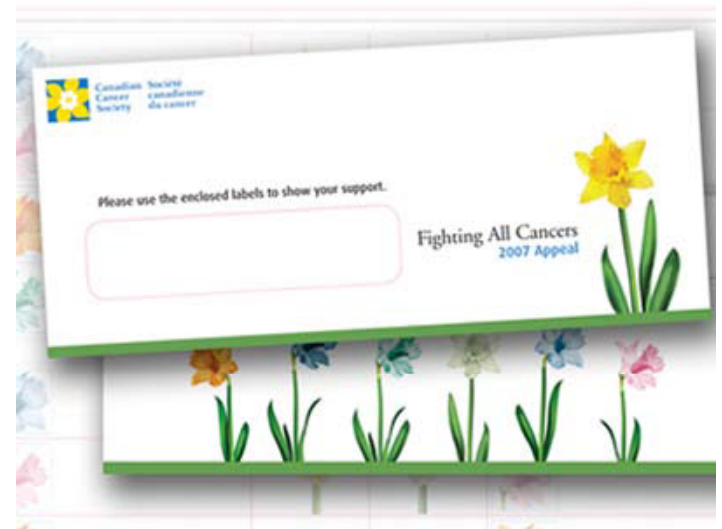 Canadian Société
Cancer canadienne
Society du cancer
Please use the enclosed labels to show your support.
Fighting All Cancers
2007 Appeal